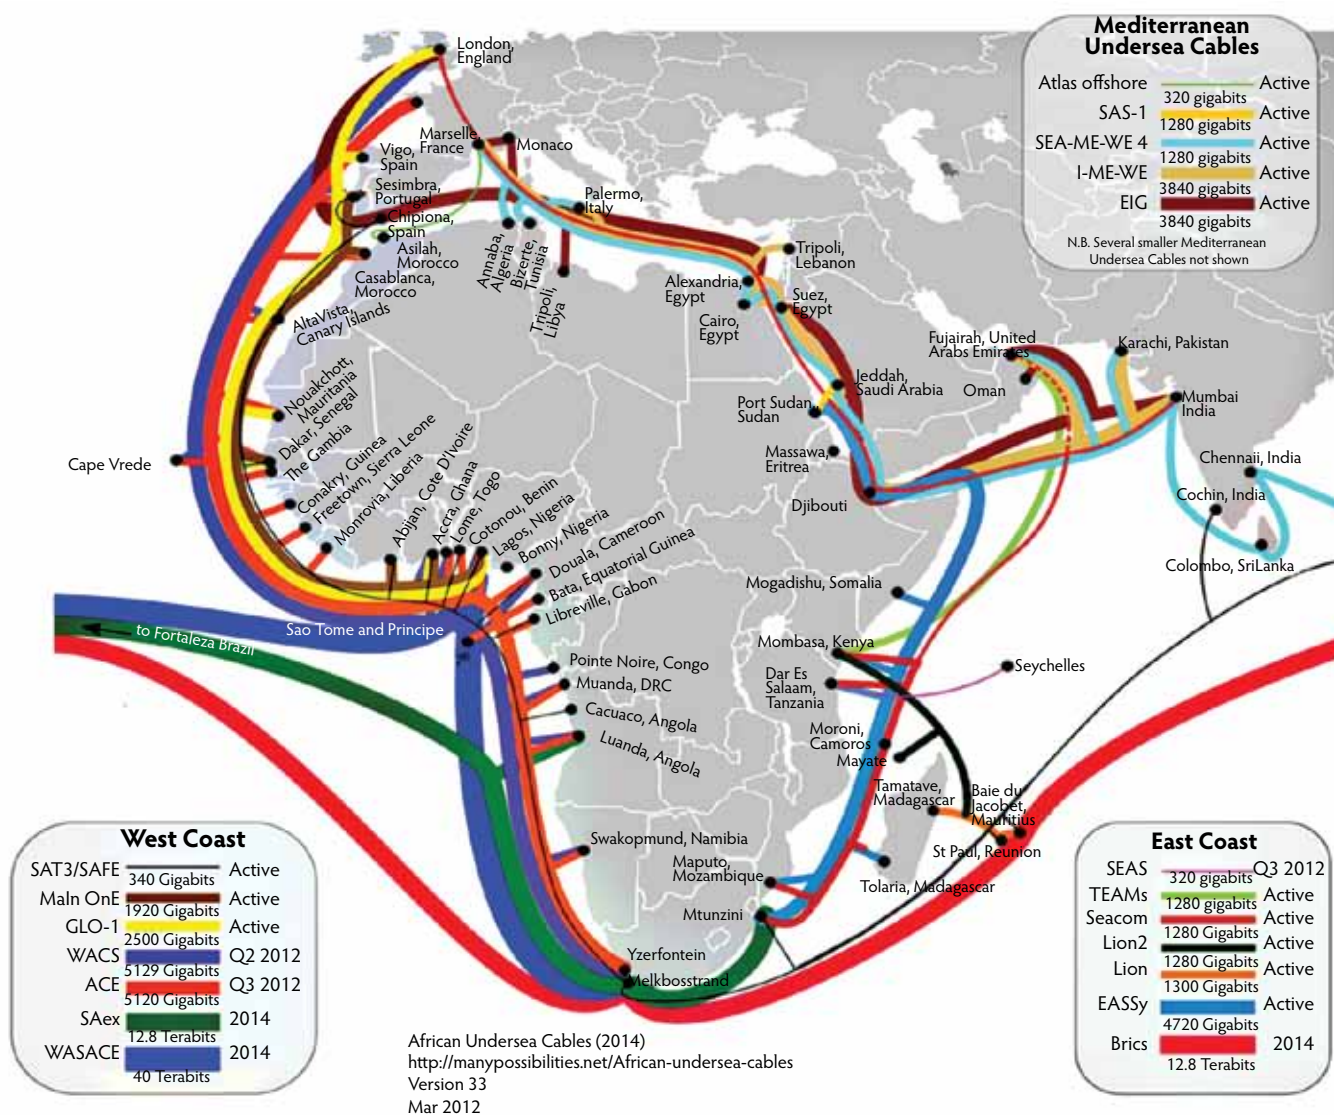 London,
England
Marselle,
France
Monaco
Vigo,
Spain
Sesimbra,
Portugal
Chipiona,
Spain
Asilah,
Morocco
Casablanca,
Morocco
Palermo,
Italy
Annaba,
Algeria
Bizerte,
Tunisia
Tripoli,
Libya
Alexandria,
Egypt
Cairo,
Egypt
Tripoli,
Lebanon
Suez,
Egypt
AltaVista,
Canary Islands
Nouakchott,
Mauritania
Dakar, Senegal
The Gambia
Conakry, Guinea
Freetown, Sierra Leone
Monrovia, Liberia
Abijan, Cote D'Ivoire
Accra, Ghana
Lome, Togo
Cotonou, Benin
Lagos, Nigeria
Bonny, Nigeria
Douala, Cameroon
Bata, Equatorial Guinea
Libreville, Gabon
Cape Vrede
Port Sudan,
Sudan
Jeddah,
Saudi Arabia
Massawa,
Eritrea
Djibouti
Fujairah, United
Arabs Emirates
Oman
Karachi, Pakistan
Mumbai
India
Chennaii, India
Cochin, India
Colombo, SriLanka
Mogadishu, Somalia
Mombasa, Kenya
Dar Es
Salaam,
Tanzania
Seychelles
Moroni,
Camoros
Mayate
Tamatave,
Madagascar
Baie du
Jacobet,
Mauritius
St Paul, Reunion
Tolaria, Madagascar
Maputo,
Mozambique
Mtunzini
Sao Tome and Principe
to Fortaleza Brazil
Pointe Noire, Congo
Muanda, DRC
Cacuaco, Angola
Luanda, Angola
Swakopmund, Namibia
Yzerfontein
Melkbosstrand
Mediterranean
Undersea Cables
Atlas offshore Active
320 gigabits
SAS-1 Active
1280 gigabits
SEA-ME-WE 4 Active
1280 gigabits
I-ME-WE Active
3840 gigabits
EIG Active
3840 gigabits
N.B. Several smaller Mediterranean
Undersea Cables not shown
West Coast
SAT3/SAFE Active
340 Gigabits
MaIn OnE Active
1920 Gigabits
GLO-1 Active
2500 Gigabits
WACS Q2 2012
5129 Gigabits
ACE Q3 2012
5120 Gigabits
SAex 2014
12.8 Terabits
WASACE 2014
40 Terabits
African Undersea Cables (2014)
http://manypossibilities.net/African-undersea-cables
Version 33
Mar 2012
East Coast
SEAS Q3 2012
320 gigabits
TEAMs Active
1280 gigabits
Seacom Active
1280 Gigabits
Lion2 Active
1280 Gigabits
Lion Active
1300 Gigabits
EASSy Active
4720 Gigabits
Brics 2014
12.8 Terabits